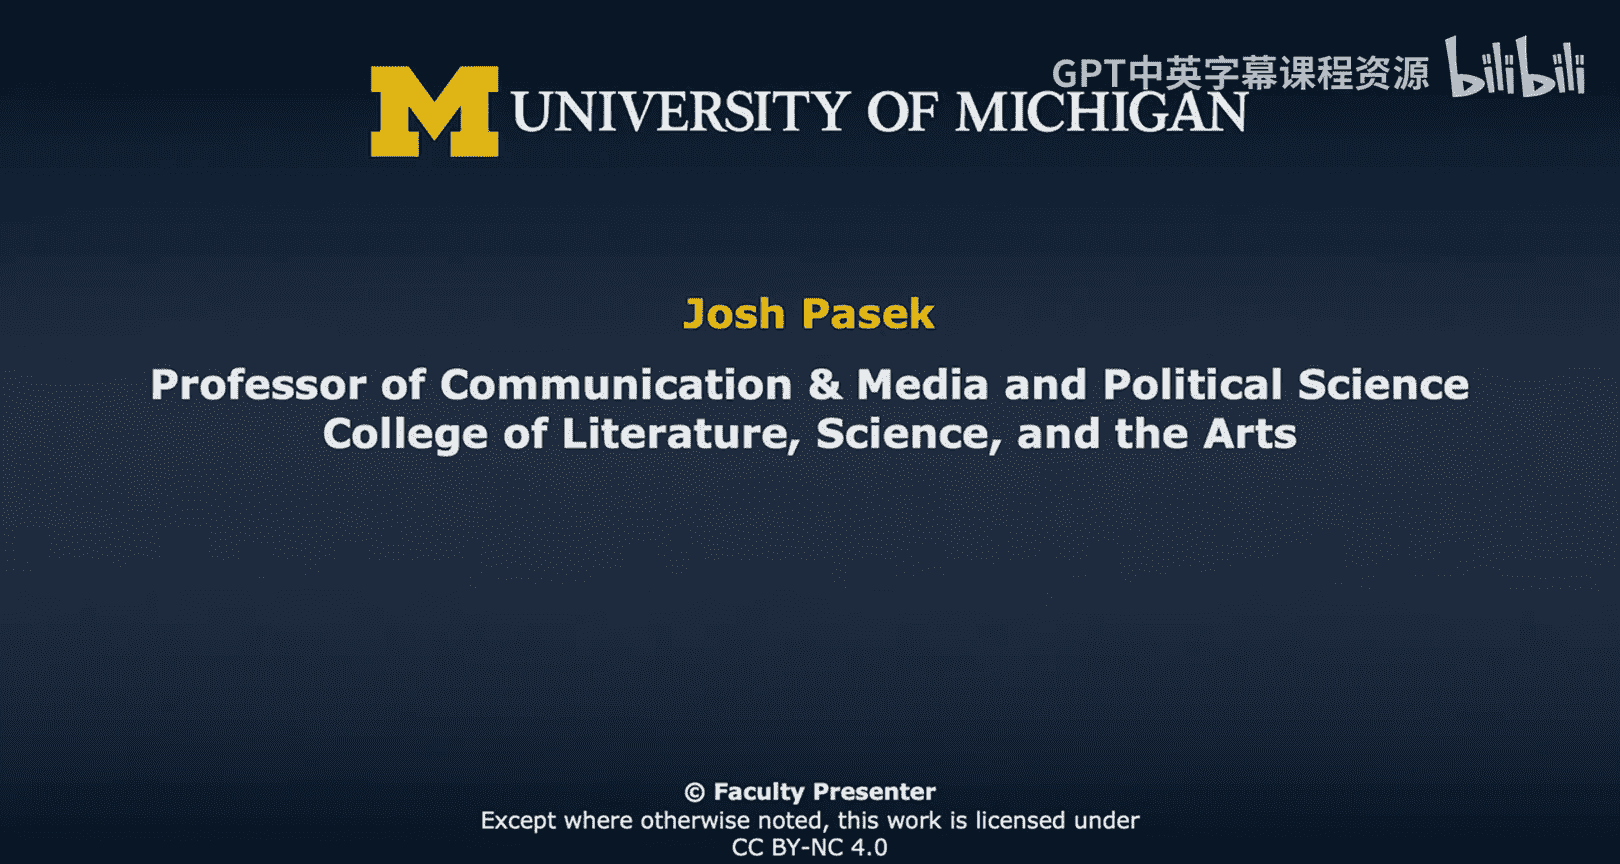 GPT中英字幕课程资源 bilibili
M UNIVERSITY OF MICHIGAN
Josh Pasek
Professor of Communication & Media and Political Science
College of Literature, Science, and the Arts
© Faculty Presenter
Except where otherwise noted, this work is licensed under
CC BY-NC 4.0